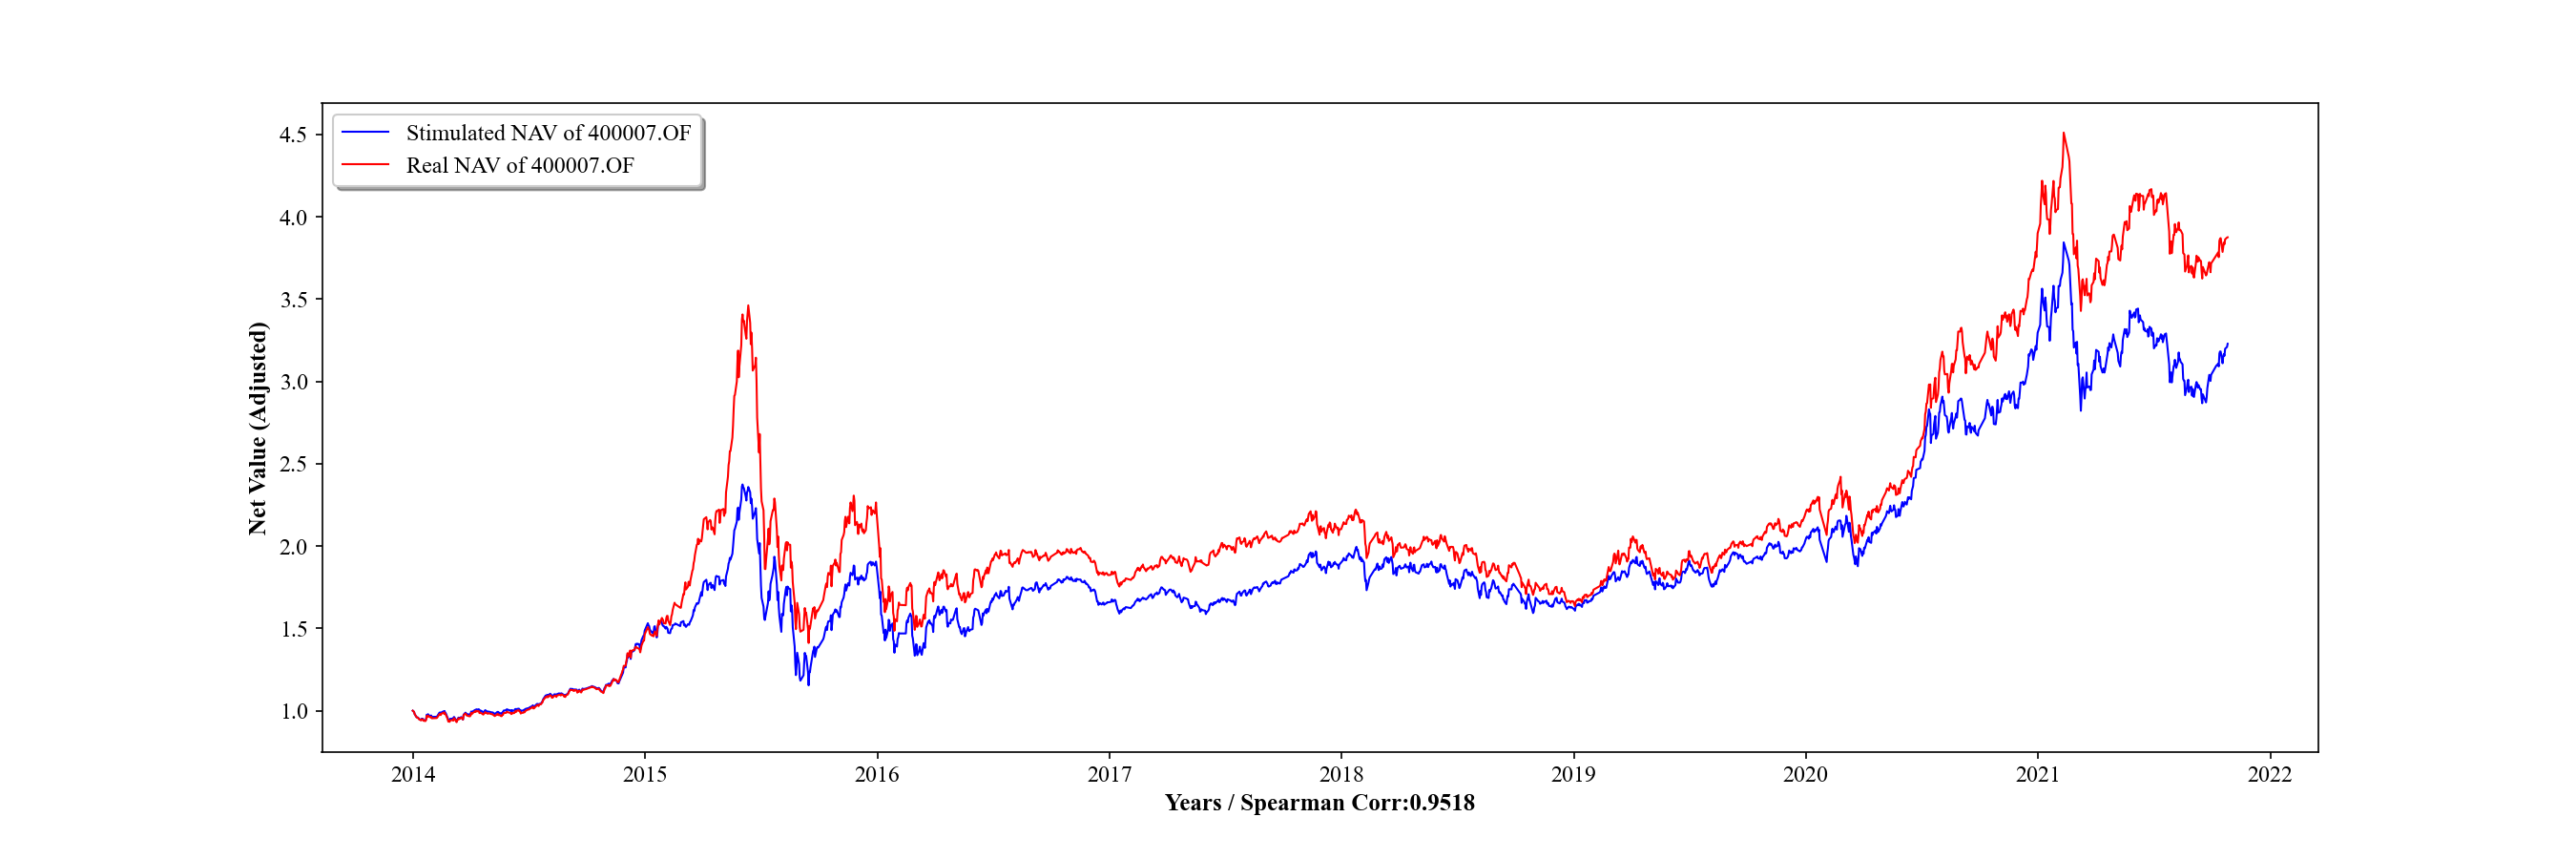 Stimulated NAV of 400007.OF
Real NAV of 400007.OF
Net Value (Adjusted)
4.5
4.0
3.5
3.0
2.5
2.0
1.5
1.0
2014 2015 2016 2017 2018 2019 2020 2021 2022
Years / Spearman Corr:0.9518